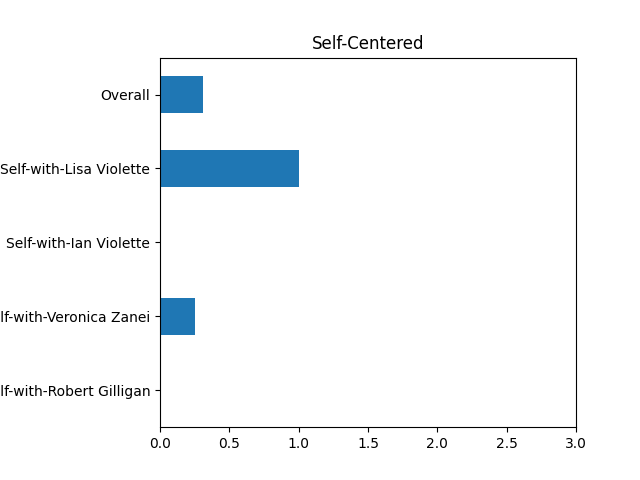 Self-Centered
Overall
Self-with-Lisa Violette
Self-with-Ian Violette
lf-with-Veronica Zanei
lf-with-Robert Gilligan
0.0 0.5 1.0 1.5 2.0 2.5 3.0